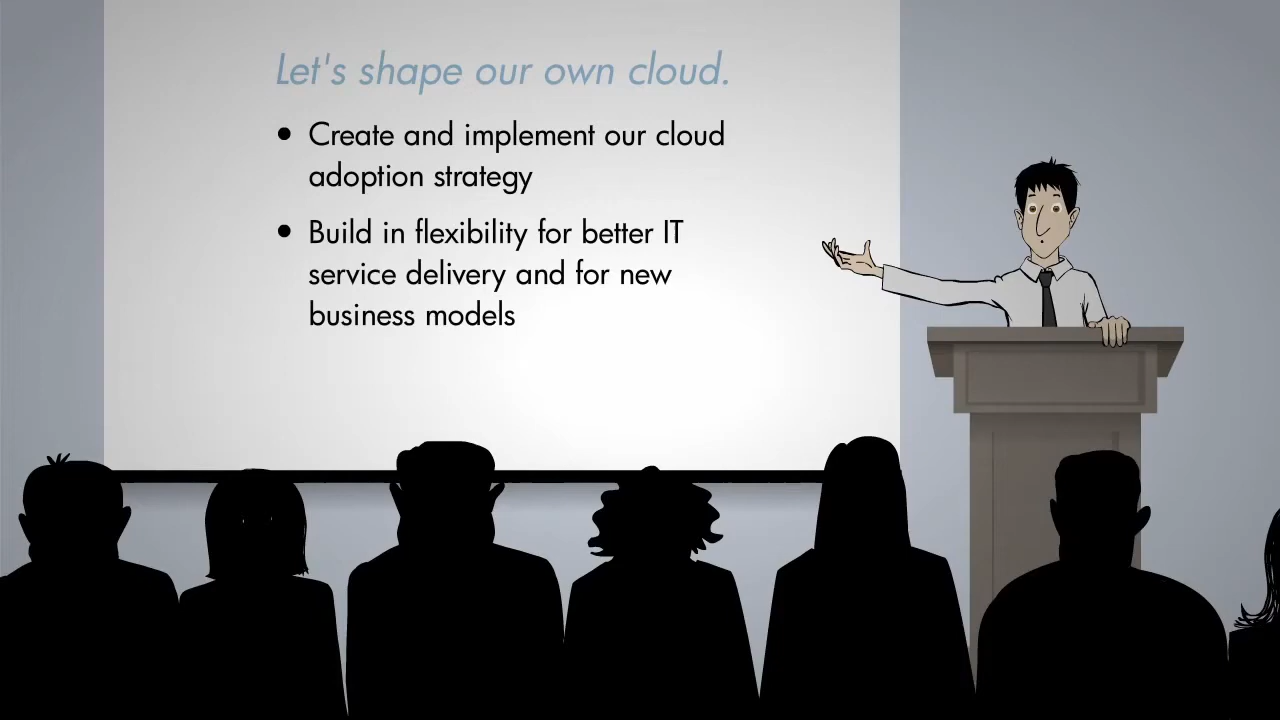 Let's shape our own cloud.
• Create and implement our cloud
adoption strategy
• Build in flexibility for better IT
service delivery and for new
business models